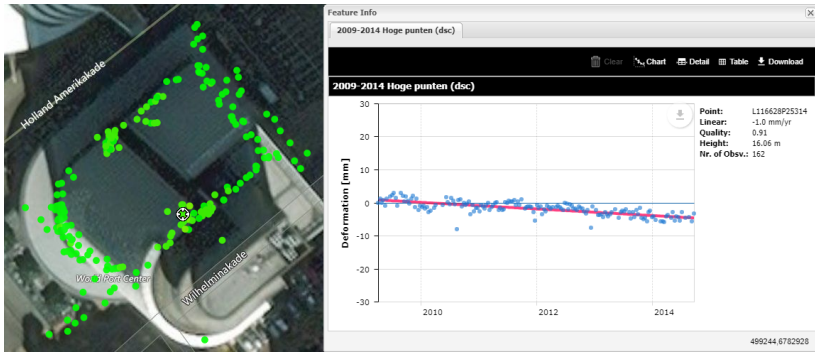 Holland Amerikakade
World Port Center
Wilhelminakade
Feature Info
2009-2014 Hoge punten (dsc)
Clear Chart Detail Table Download
2009-2014 Hoge punten (dsc)
Deformation [mm]
30
20
10
0
-10
-20
-30
2010 2012 2014
Point: L116628P25314
Linear: -1.0 mm/yr
Quality: 0.91
Height: 16.06 m
Nr. of Obsv.: 162
499244,6782928